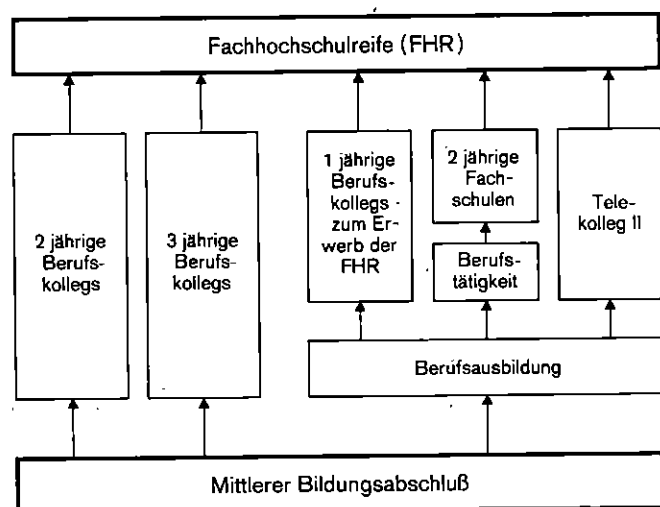 Fachhochschulreife (FHR)
2 jährige
Berufs-
kollegs
3 jährige
Berufs-
kollegs
1 jährige
Berufs-
kollegs -
zum Er-
werb der
FHR
2 jährige
Fach-
schulen
Berufs-
tätigkeit
Tele-
kolleg 11
Berufsausbildung
Mittlerer Bildungsabschluß